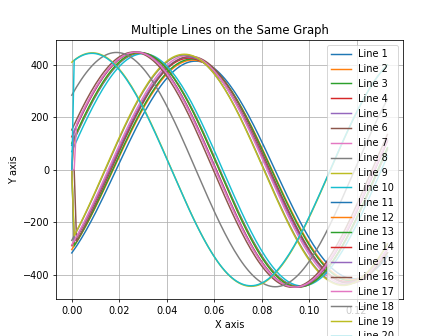 Multiple Lines on the Same Graph
Y axis
400
200
0
−200
−400
0.00
0.02
0.04
0.06
0.08
0.10
X axis
Line 1
Line 2
Line 3
Line 4
Line 5
Line 6
Line 7
Line 8
Line 9
Line 10
Line 11
Line 12
Line 13
Line 14
Line 15
Line 16
Line 17
Line 18
Line 19
Line 20